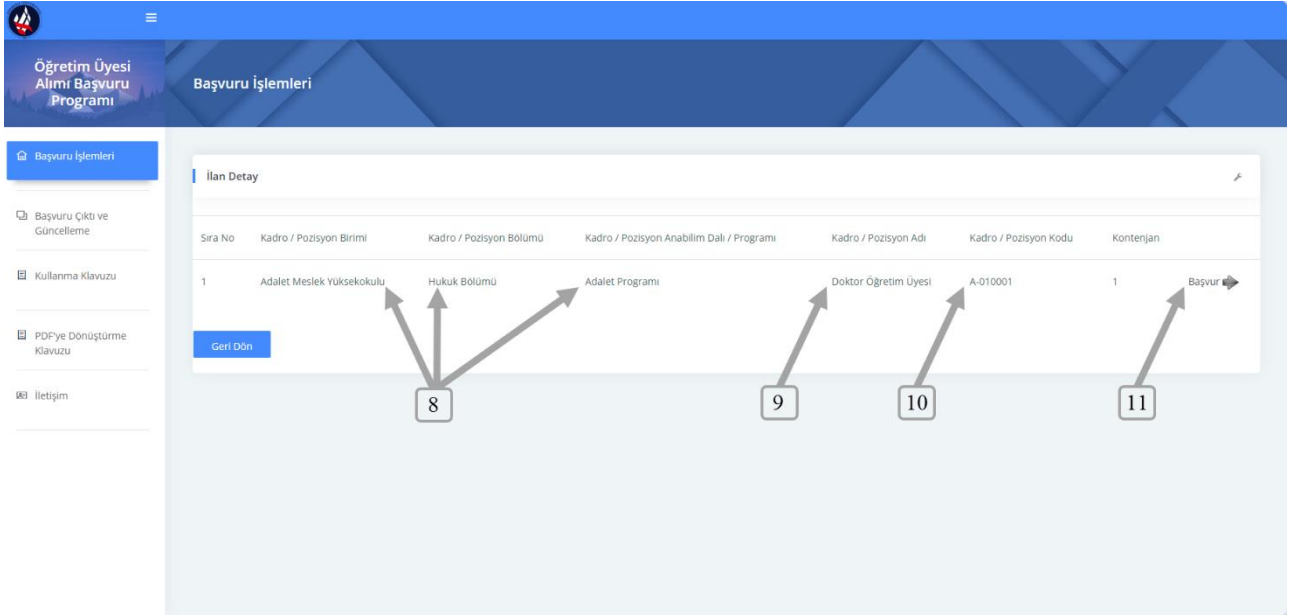 Öğretim Üyesi
Alımı Başvuru
Programı
Başvuru İşlemleri
Başvuru İşlemleri
Başvuru Çıktı ve
Güncelleme
Kullanma Klavuzu
PDF'ye Dönüştürme
Klavuzu
İletişim
İlan Detay
Sıra No Kadro / Pozisyon Birimi Kadro / Pozisyon Bölümü Kadro / Pozisyon Anabilim Dalı / Programı Kadro / Pozisyon Adı Kadro / Pozisyon Kodu Kontenjan
1 Adalet Meslek Yüksekokulu Hukuk Bölümü Adalet Programı Doktor Öğretim Üyesi A-010001 1 Başvur
Geri Dön
8 9 10 11